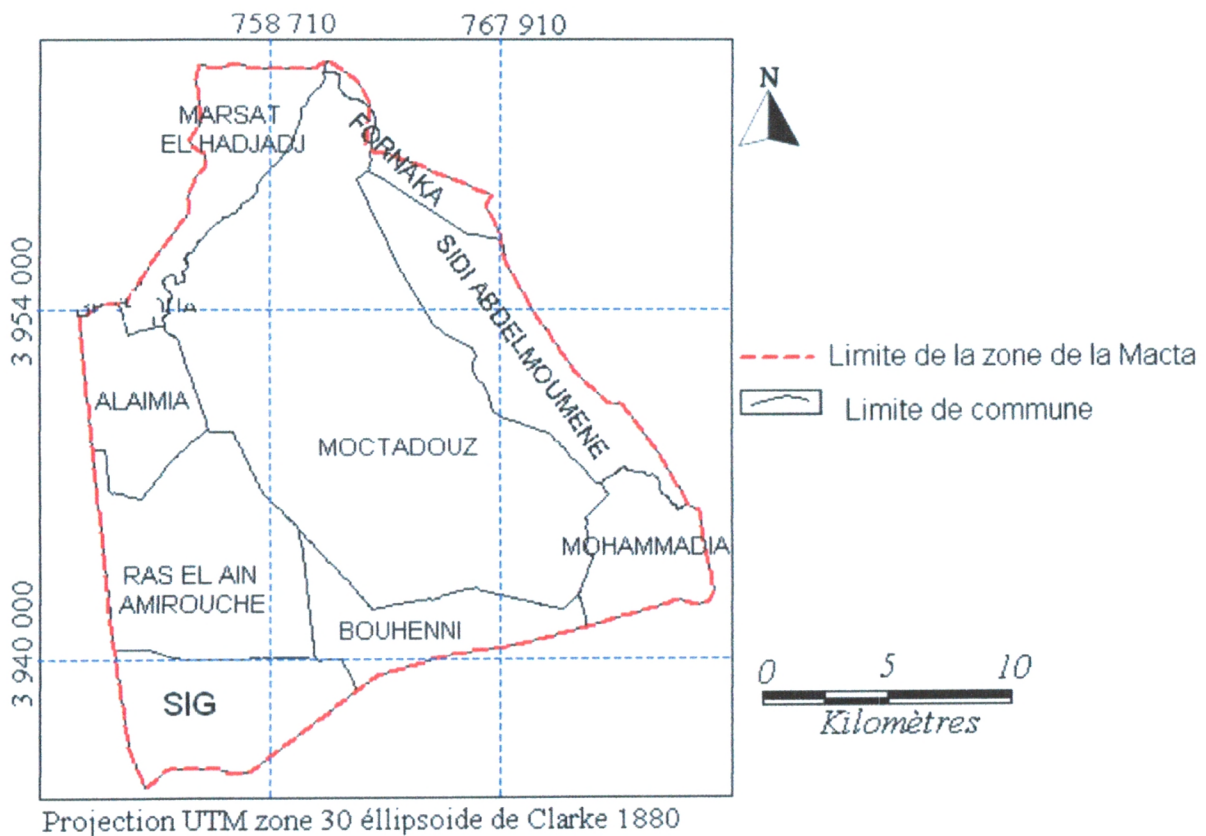 758 710
767 910
N
MARSAT
EL HADJADJ
FORNAKA
SIDI ABDELMOUMENE
3 954 000
Limite de la zone de la Macta
ALAIMIA
Limite de commune
MOCTADOUZ
MOHAMMADIA
RAS EL AIN
AMIROUCHE
BOUHENNI
3 940 000
0 5 10
Kilomètres
SIG
Projection UTM zone 30 éllipsoide de Clarke 1880